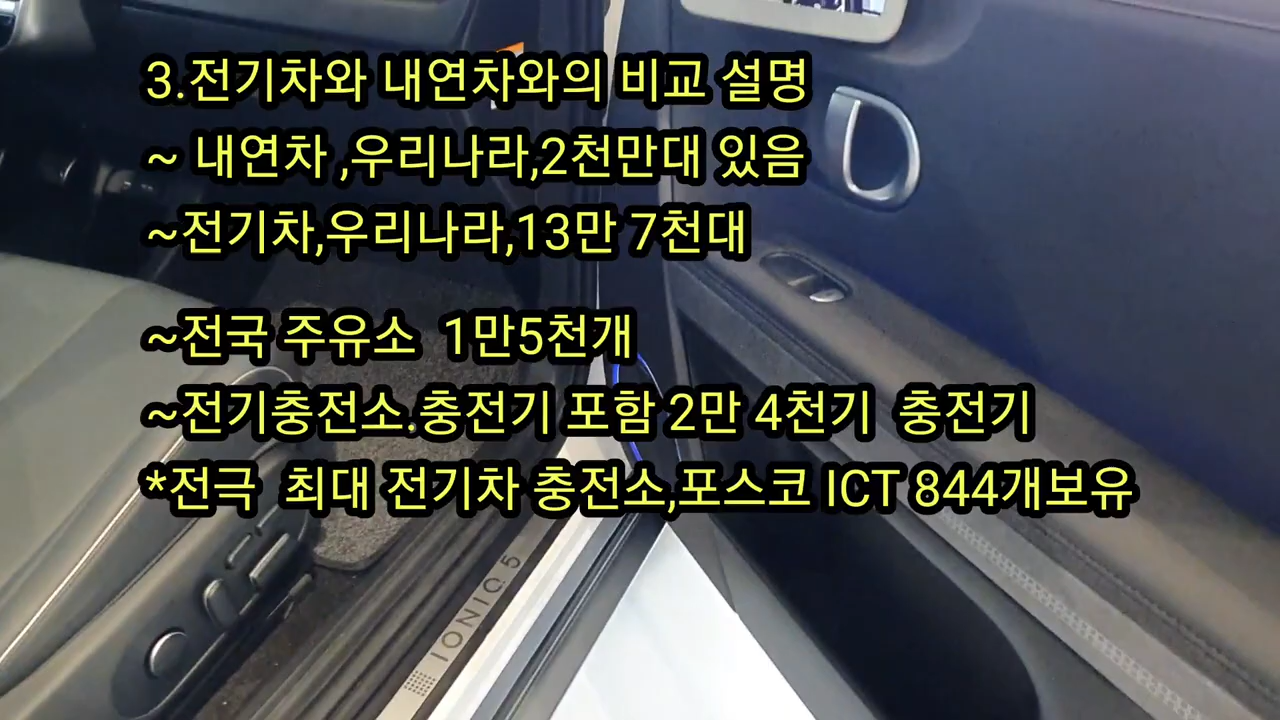 3.전기차와 내연차와의 비교 설명
~ 내연차 ,우리나라,2천만대 있음
~전기차,우리나라,13만 7천대
~전국 주유소 1만5천개
~전기충전소.충전기 포함 2만 4천기 충전기
*전극 최대 전기차 충전소,포스코 ICT 844개보유
IONIQ 5